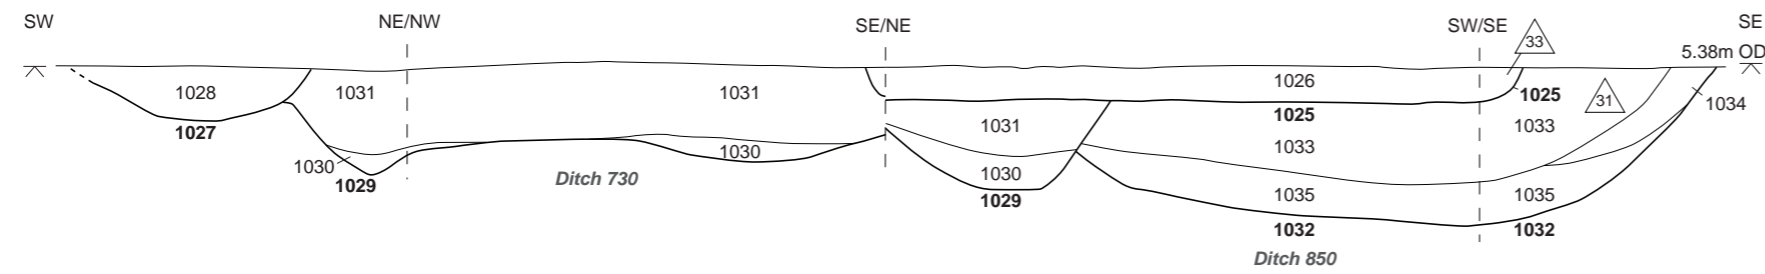 SW NE/NW SE/NE SW/SE SE
33
5.38m OD
1028 1031 1031 1026 1025 31 1034
1027 1025
1031 1033 1033
1030 1030 1030 1035 1035
1029 Ditch 730 1029
1032 1032
Ditch 850